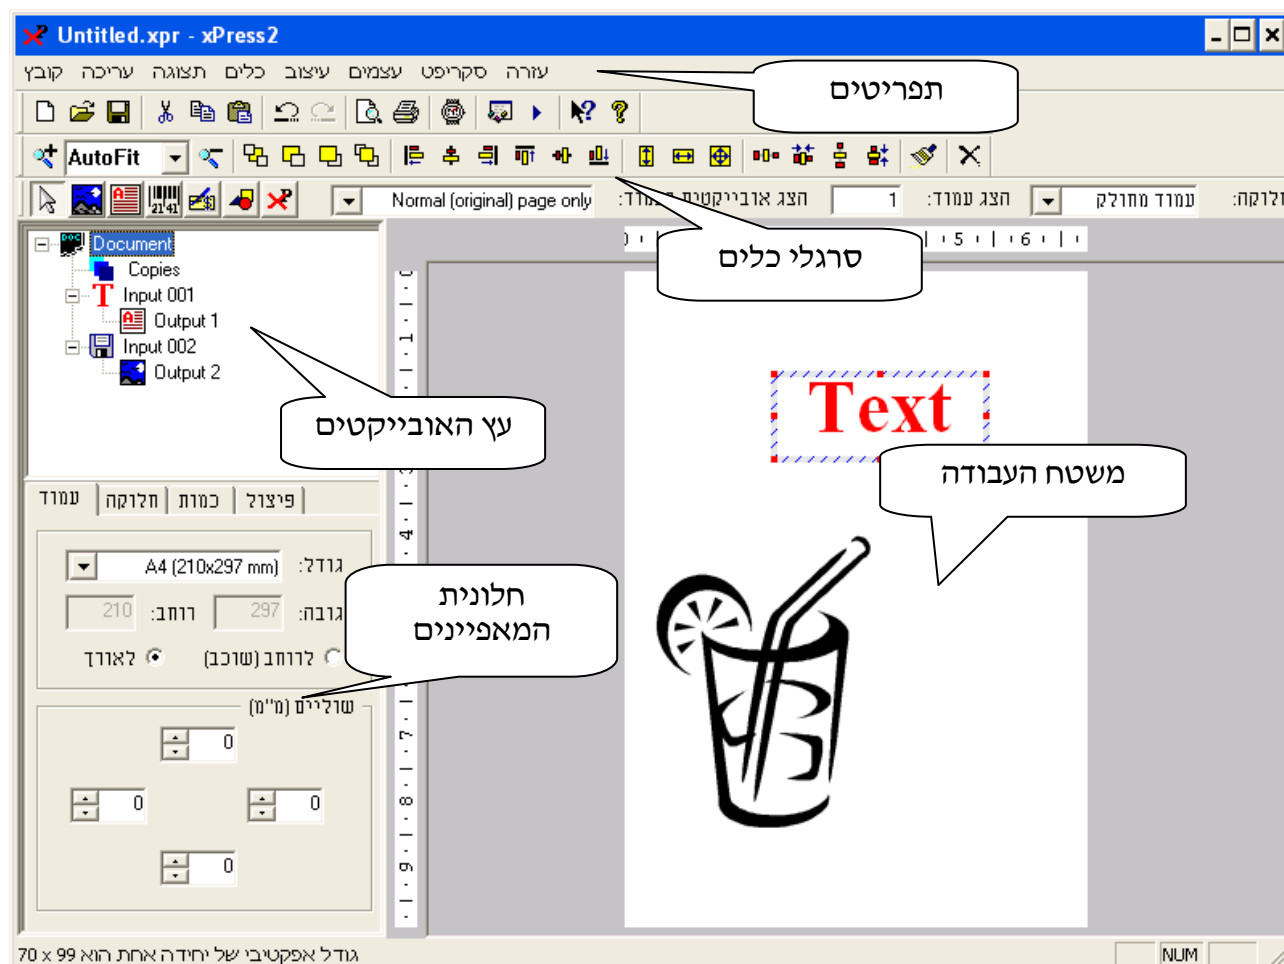 Untitled.xpr - xPress2
קובץ עריכה תצוגה כלים עיצוב עצמים סקריפט עזרה
תפריטים
AutoFit
Normal (original) page only
הצג אובייקטים
הצג עמוד: 1
עמוד מחולק
סרגלי כלים
Document
Copies
Input 001
Output 1
Input 002
Output 2
עץ האובייקטים
Text
משטח העבודה
עמוד חלוקה כמות פיצול
גודל: A4 (210x297 mm)
גובה: 297 רוחב: 210
לרוחב (שוכב) לאורך
חלונית
המאפיינים
שוליים (מ''מ)
0
0 0
0
גודל אפקטיבי של יחידה אחת הוא 99 x 70
NUM